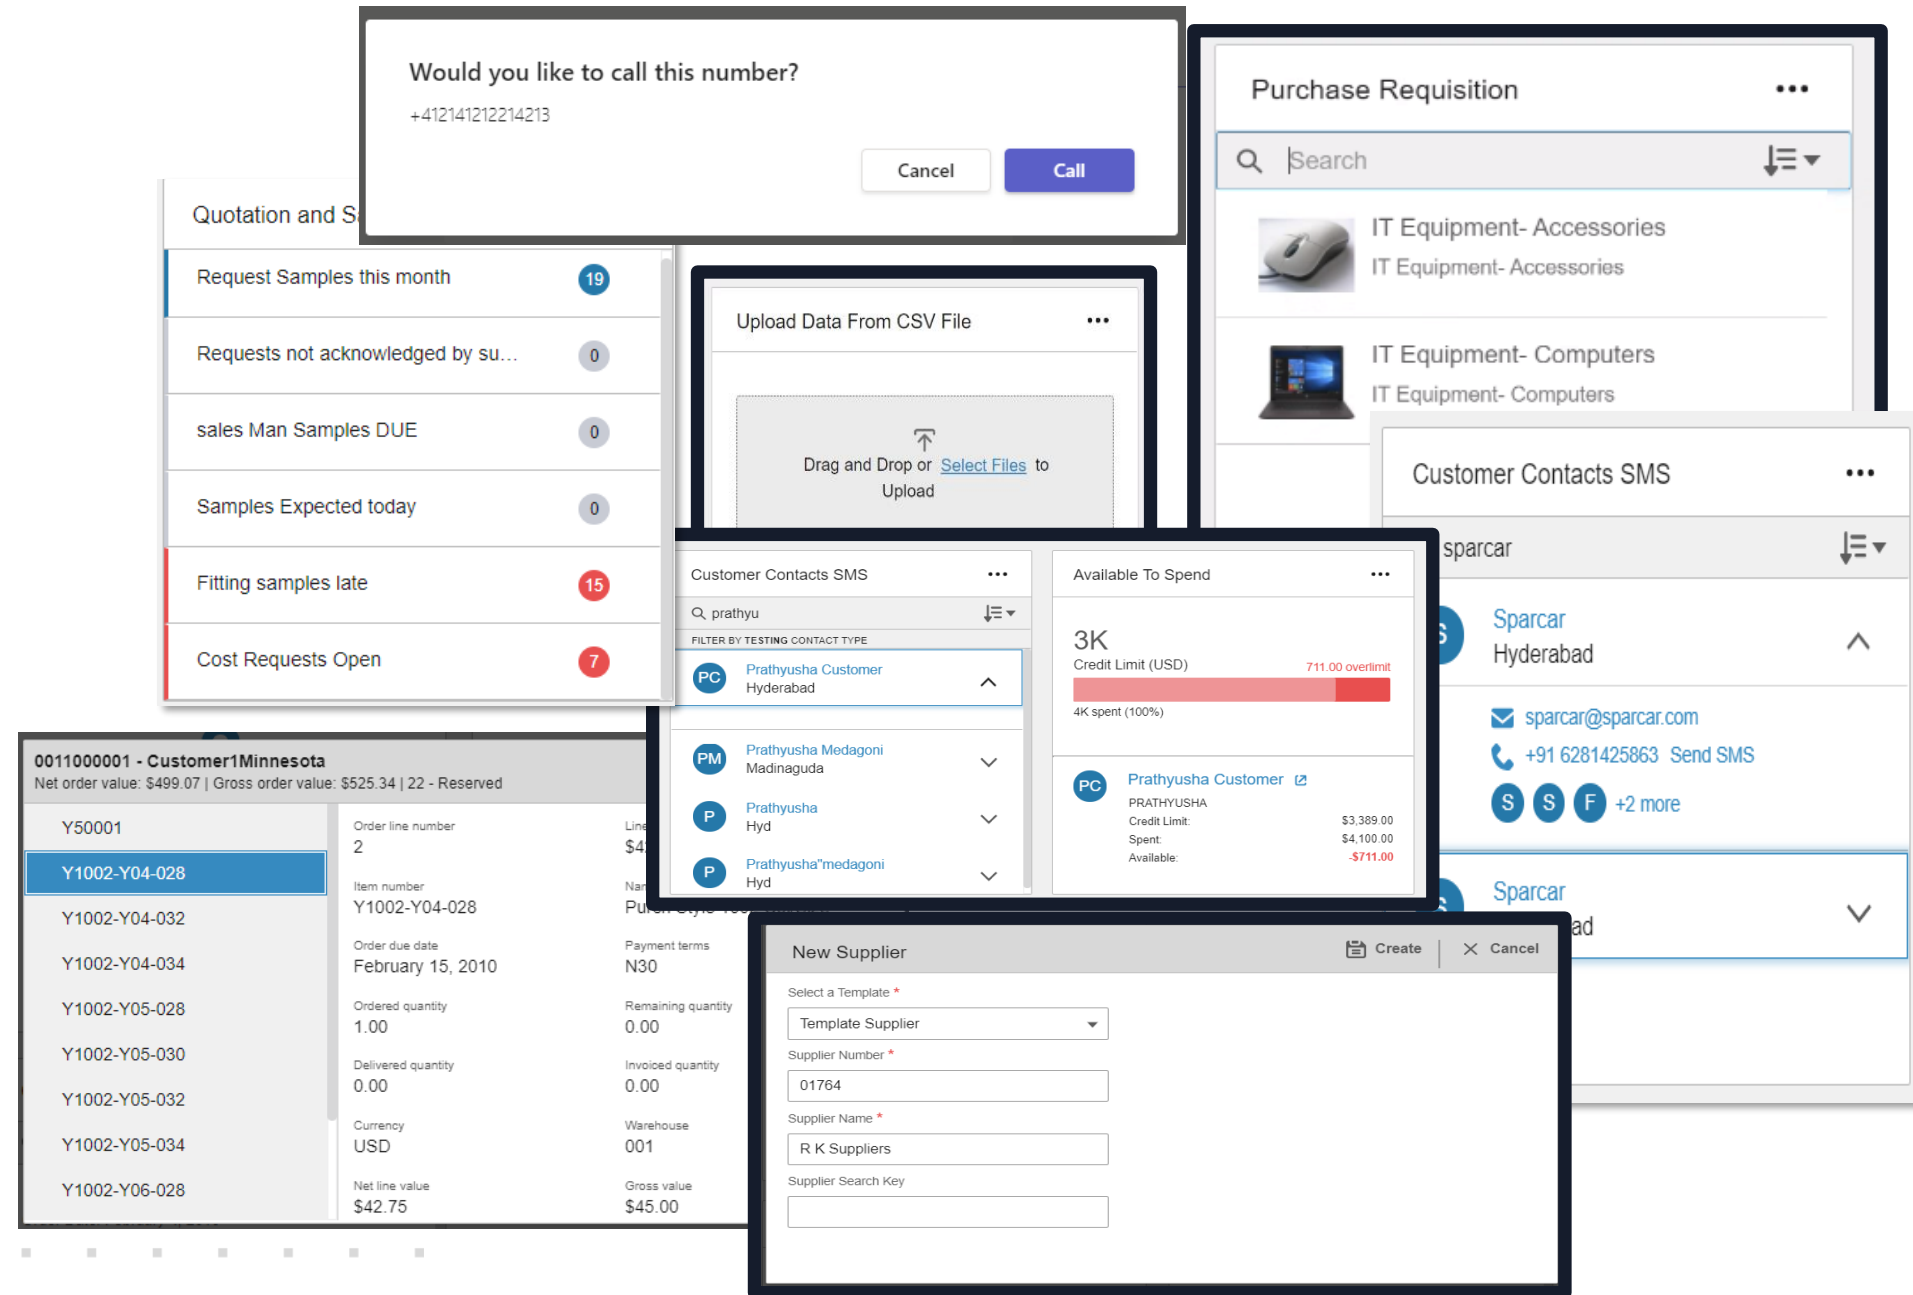 Would you like to call this number?
+412141212214213
Cancel
Call
Purchase Requisition
Search
IT Equipment- Accessories
IT Equipment- Accessories
IT Equipment- Computers
IT Equipment- Computers
Quotation and S
Request Samples this month
19
Requests not acknowledged by su...
0
sales Man Samples DUE
0
Samples Expected today
0
Fitting samples late
15
Cost Requests Open
7
Upload Data From CSV File
Drag and Drop or Select Files to
Upload
Customer Contacts SMS
sparcar
Sparcar
Hyderabad
sparcar@sparcar.com
+91 6281425863 Send SMS
S S F +2 more
S
Sparcar
ad
Customer Contacts SMS
prathyu
FILTER BY TESTING CONTACT TYPE
PC
Prathyusha Customer
Hyderabad
PM
Prathyusha Medagoni
Madinaguda
P
Prathyusha
Hyd
P
Prathyusha"medagoni
Hyd
Available To Spend
3K
Credit Limit (USD)
711.00 overlimit
4K spent (100%)
PC
Prathyusha Customer
PRATHYUSHA
Credit Limit: $3,389.00
Spent: $4,100.00
Available: -$711.00
0011000001 - Customer1Minnesota
Net order value: $499.07 | Gross order value: $525.34 | 22 - Reserved
Y50001
Y1002-Y04-028
Y1002-Y04-032
Y1002-Y04-034
Y1002-Y05-028
Y1002-Y05-030
Y1002-Y05-032
Y1002-Y05-034
Y1002-Y06-028
Order line number
2
Line
$4
Item number
Y1002-Y04-028
Order due date
February 15, 2010
Payment terms
N30
Ordered quantity
1.00
Remaining quantity
0.00
Delivered quantity
0.00
Invoiced quantity
0.00
Currency
USD
Warehouse
001
Net line value
$42.75
Gross value
$45.00
New Supplier
Create
Cancel
Select a Template *
Template Supplier
Supplier Number *
01764
Supplier Name *
R K Suppliers
Supplier Search Key